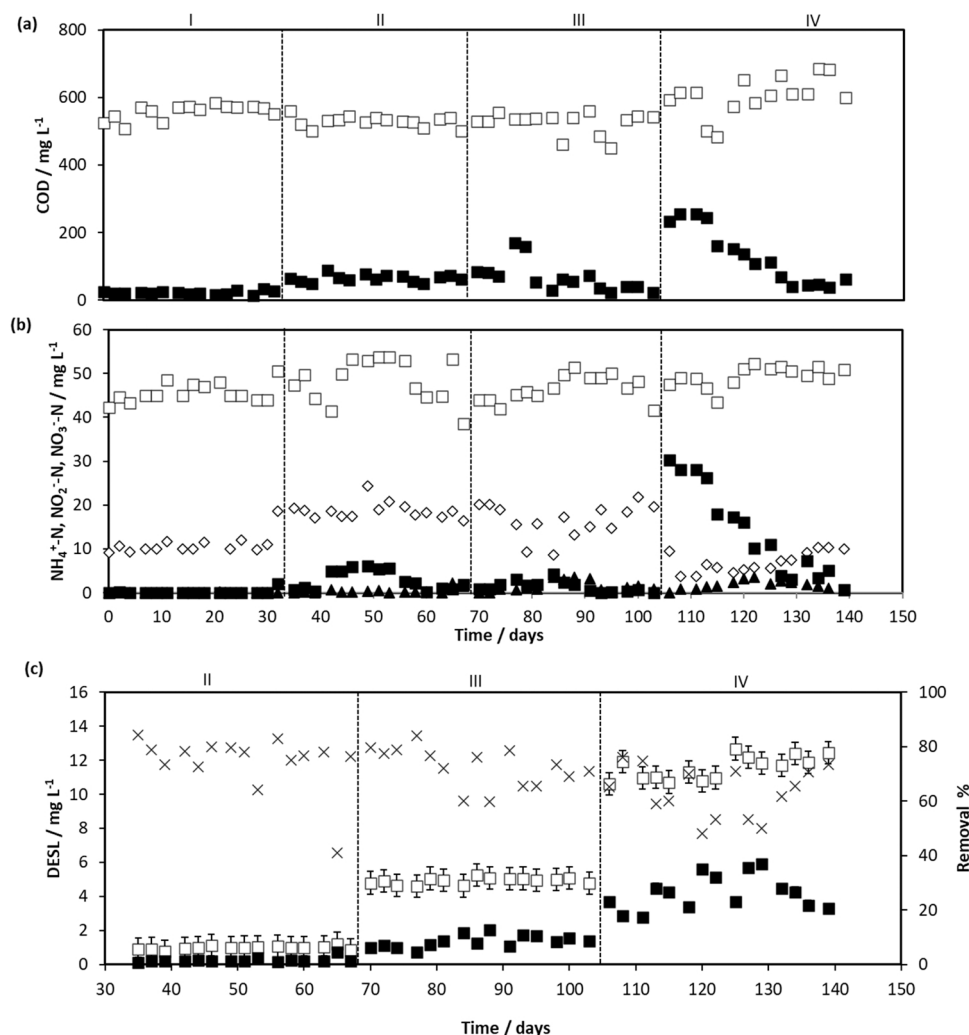 (a)
I II III IV
800
600
400
200
0
COD / mg L⁻¹
(b)
60
50
40
30
20
10
0
NH₄⁺-N, NO₂⁻-N, NO₃⁻-N / mg L⁻¹
0 10 20 30 40 50 60 70 80 90 100 110 120 130 140 150
Time / days
(c)
II III IV
16
14
12
10
8
6
4
2
0
DESL / mg L⁻¹
100
80
60
40
20
0
Removal %
30 40 50 60 70 80 90 100 110 120 130 140 150
Time / days